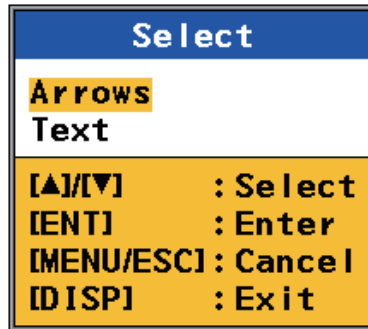 Select
Arrows
Text
[▲]/[▼] : Select
[ENT] : Enter
[MENU/ESC] : Cancel
[DISP] : Exit